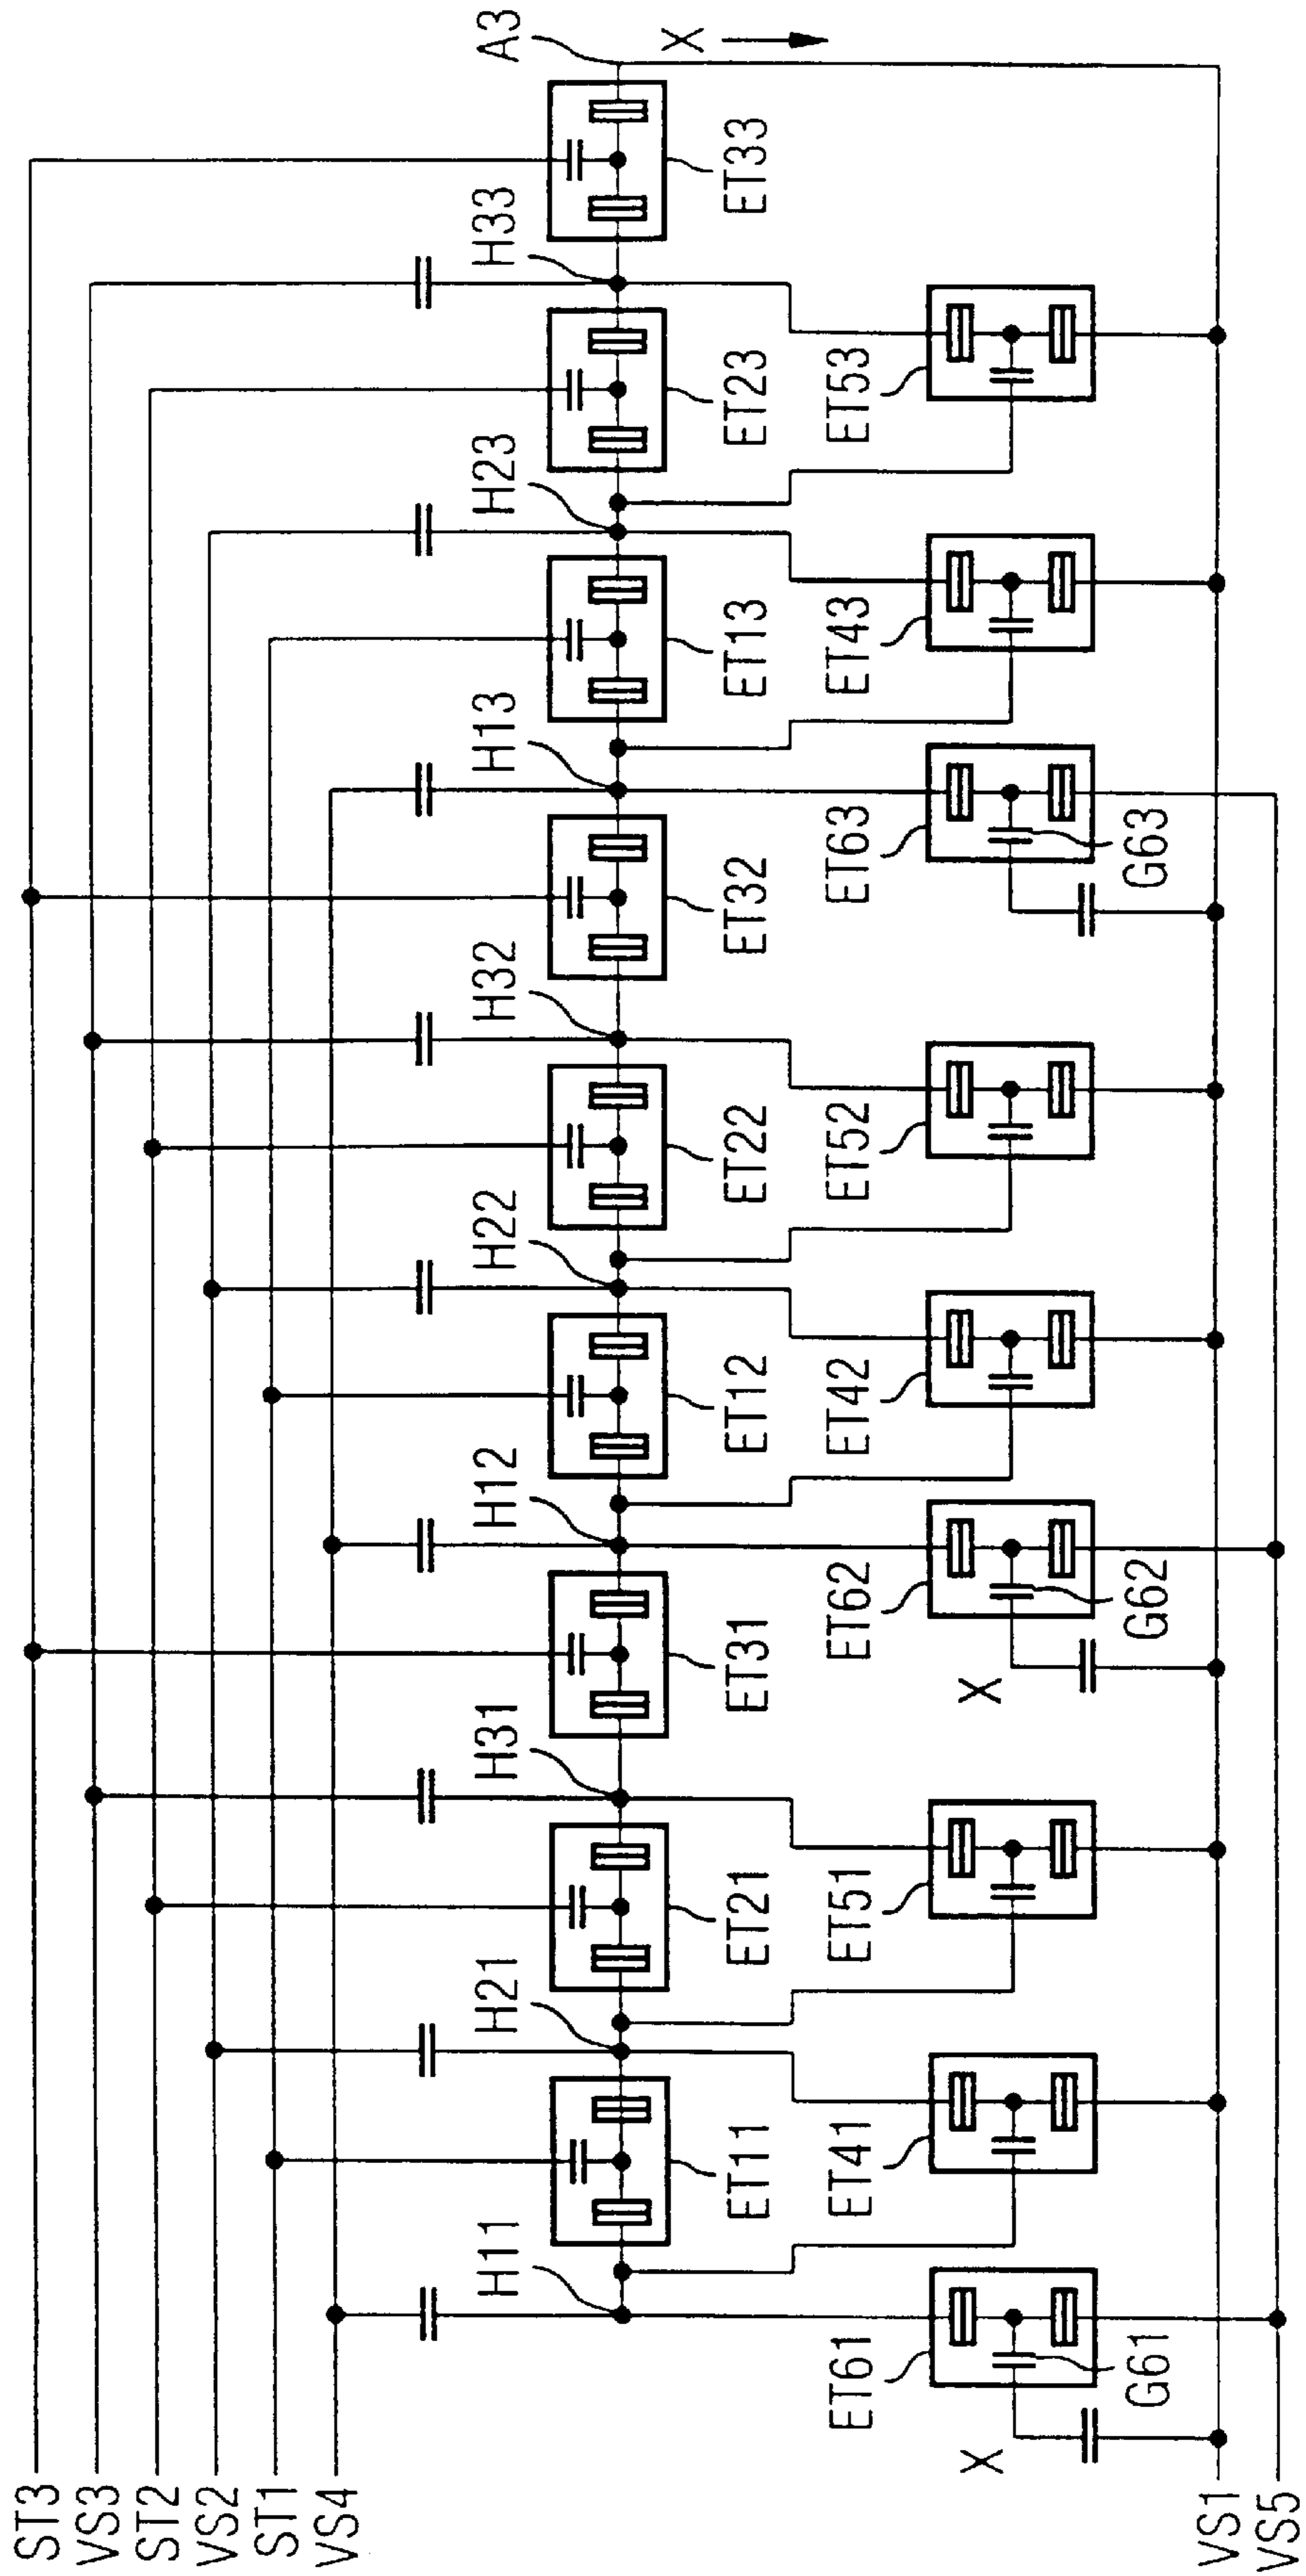 ST3
VS3
ST2
VS2
ST1
VS4
A3
X
H11
H21
H31
H12
H22
H32
H13
H23
H33
ET11
ET21
ET31
ET12
ET22
ET32
ET13
ET23
ET33
ET61
ET41
ET51
ET62
ET42
ET52
ET63
ET43
ET53
X
G61
X
G62
G63
VS1
VS5